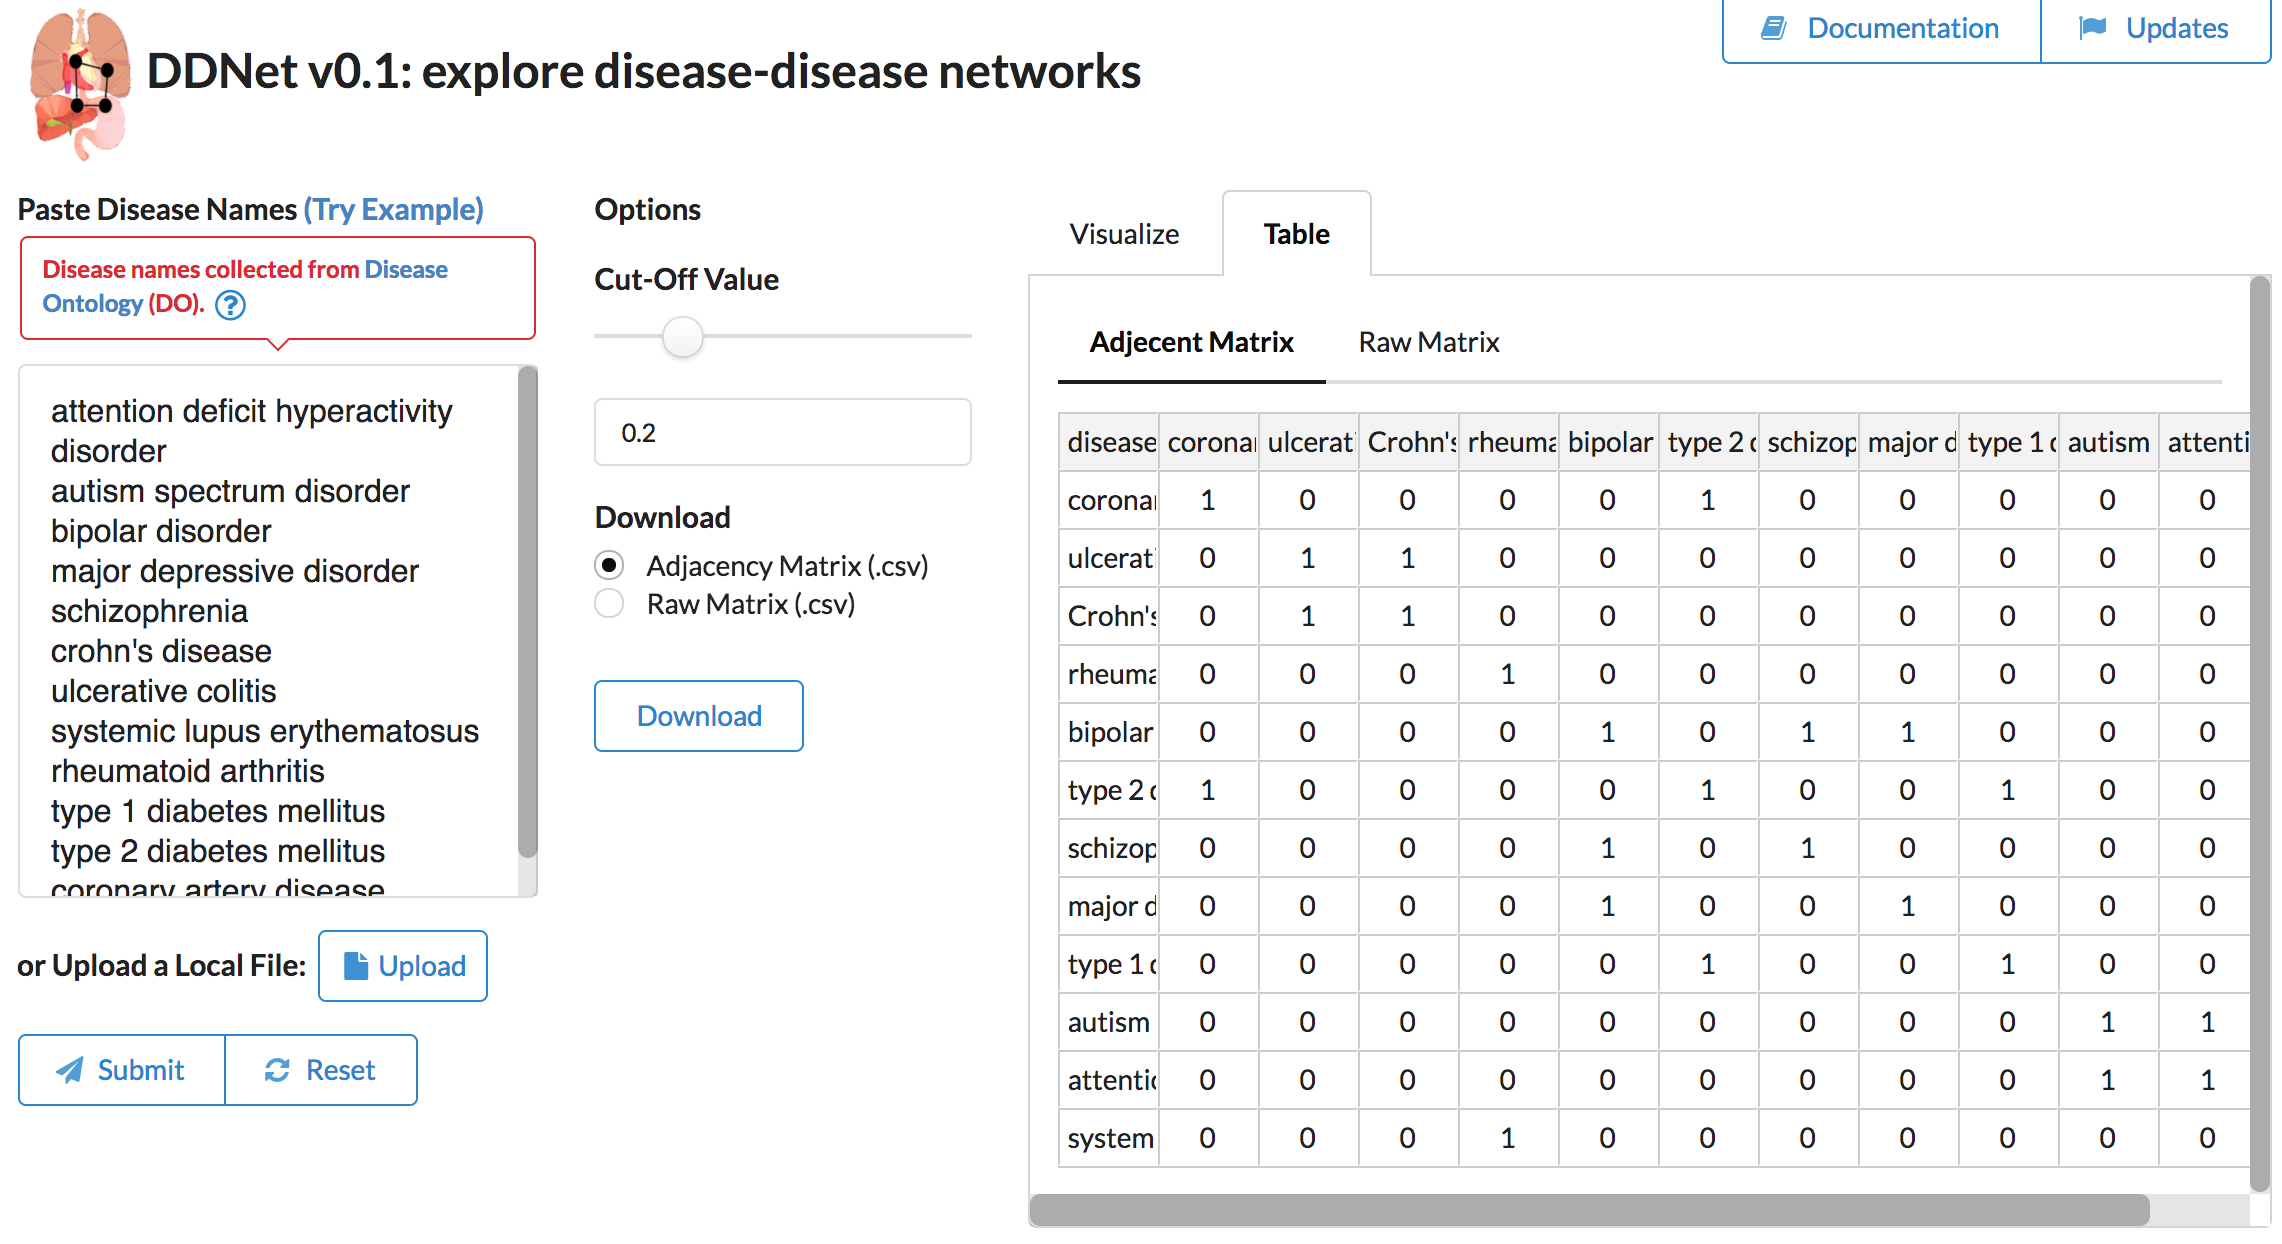 Documentation
Updates
DDNet v0.1: explore disease-disease networks
Paste Disease Names (Try Example)
Disease names collected from Disease
Ontology (DO). ?
attention deficit hyperactivity
disorder
autism spectrum disorder
bipolar disorder
major depressive disorder
schizophrenia
crohn's disease
ulcerative colitis
systemic lupus erythematosus
rheumatoid arthritis
type 1 diabetes mellitus
type 2 diabetes mellitus
coronary artery disease
or Upload a Local File: Upload
Submit Reset
Options
Cut-Off Value
0.2
Download
Adjacency Matrix (.csv)
Raw Matrix (.csv)
Download
Visualize Table
Adjecent Matrix Raw Matrix
disease coronar ulcerati Crohn's rheuma bipolar type 2 d schizop major d type 1 d autism attenti
coronar 1 0 0 0 0 1 0 0 0 0 0
ulcerati 0 1 1 0 0 0 0 0 0 0 0
Crohn's 0 1 1 0 0 0 0 0 0 0 0
rheuma 0 0 0 1 0 0 0 0 0 0 0
bipolar 0 0 0 0 1 0 1 1 0 0 0
type 2 d 1 0 0 0 0 1 0 0 1 0 0
schizop 0 0 0 0 1 0 1 0 0 0 0
major d 0 0 0 0 1 0 0 1 0 0 0
type 1 d 0 0 0 0 0 1 0 0 1 0 0
autism 0 0 0 0 0 0 0 0 0 1 1
attentic 0 0 0 0 0 0 0 0 0 1 1
system 0 0 0 1 0 0 0 0 0 0 0